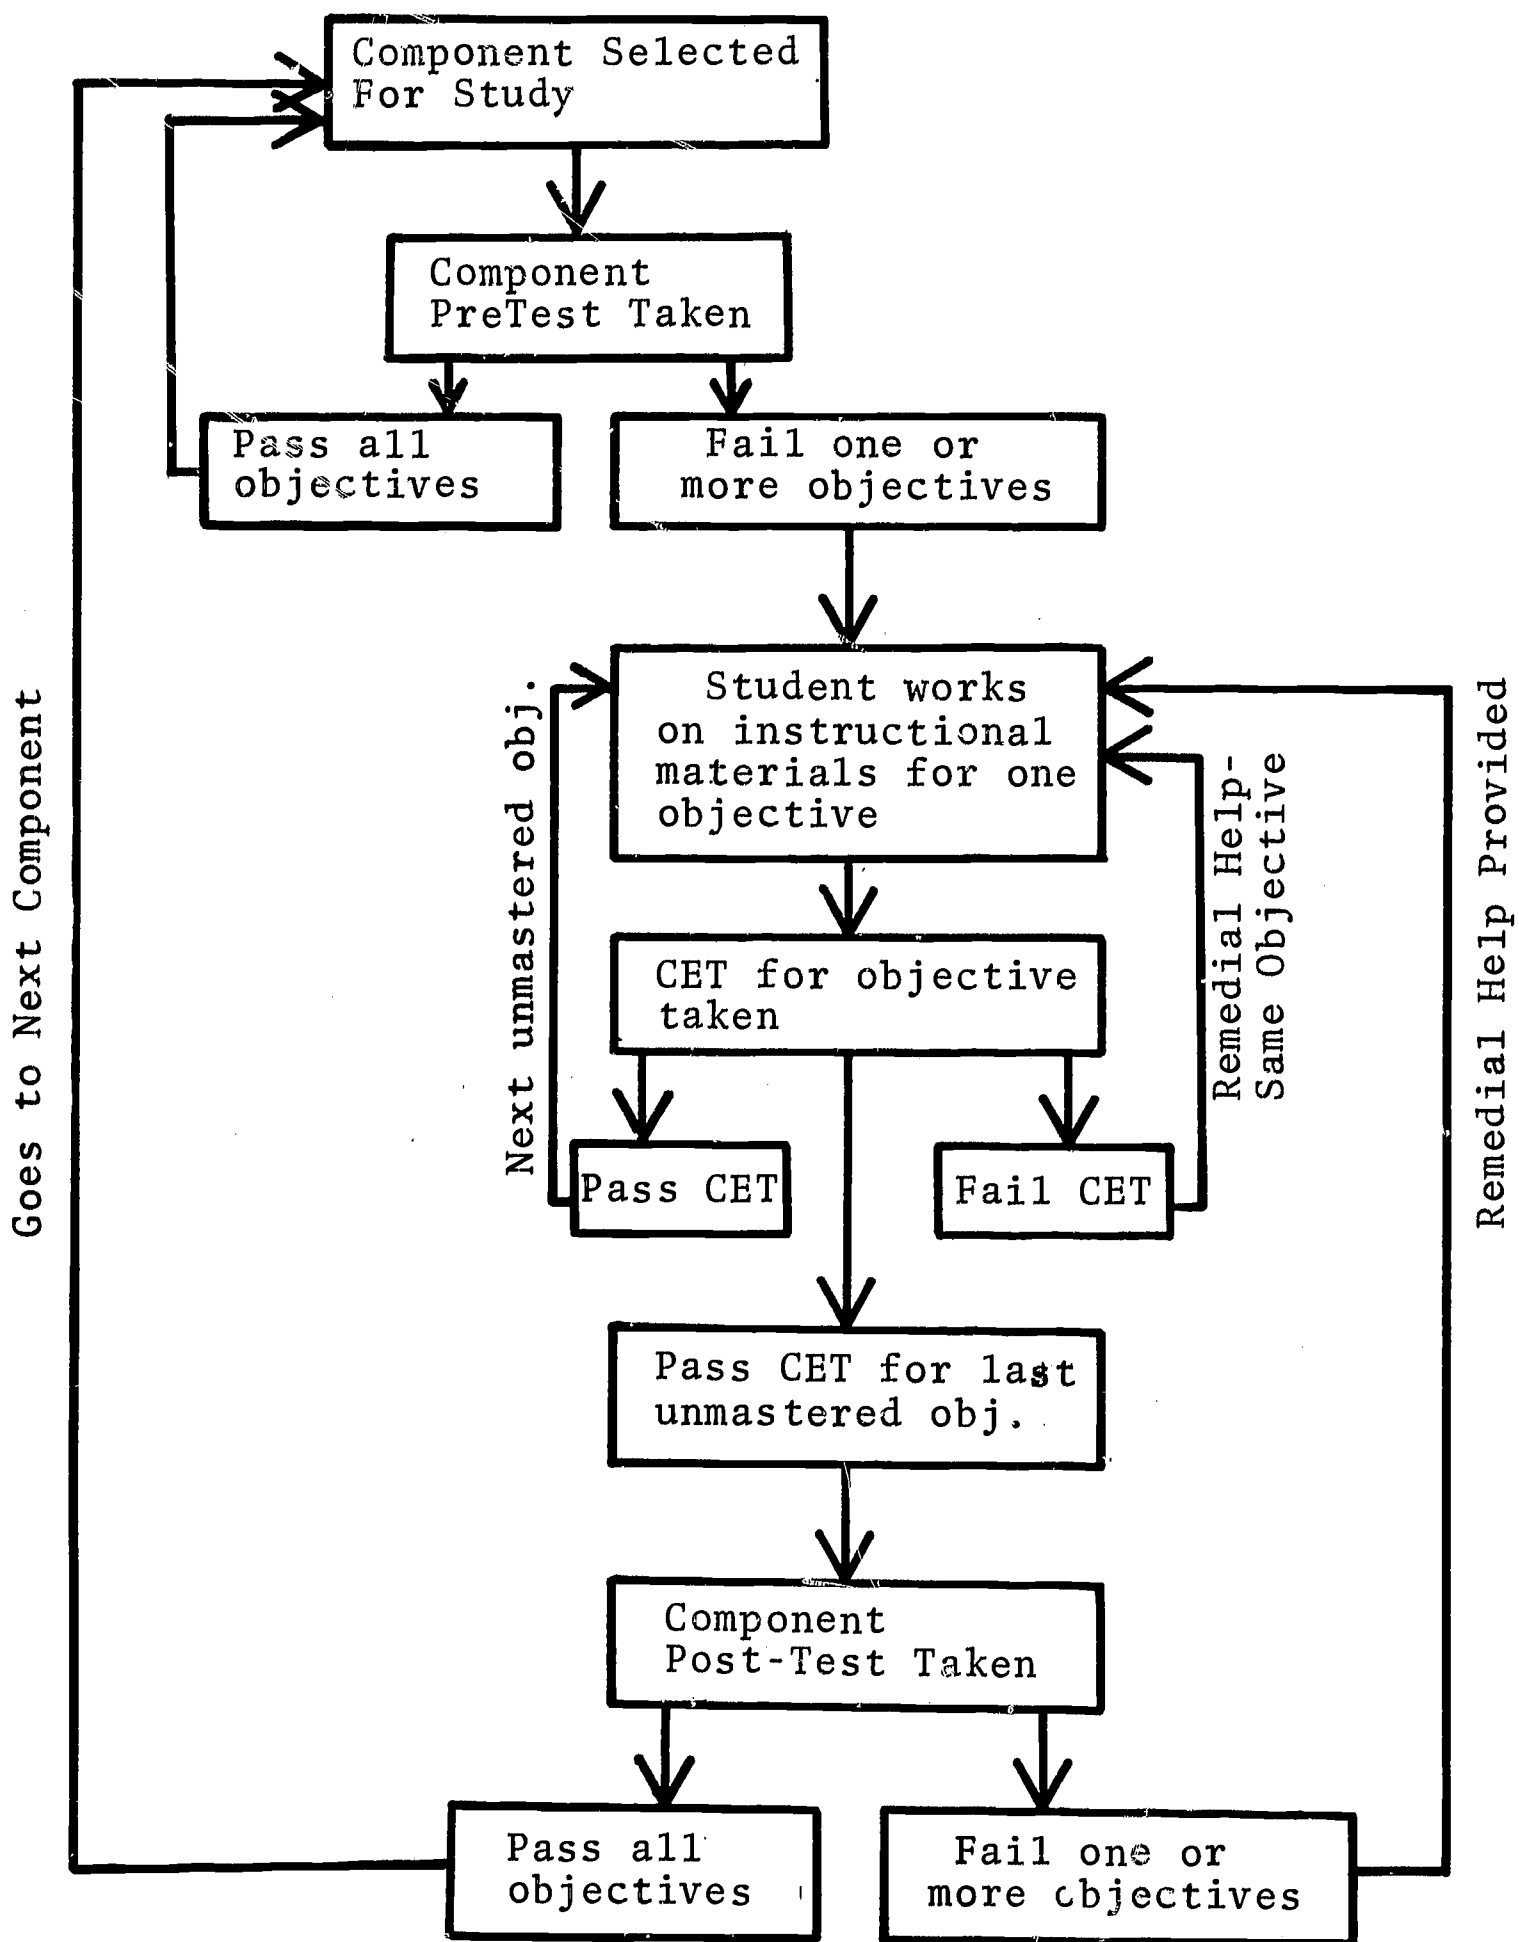 Component Selected
For Study
Component
PreTest Taken
Pass all
objectives
Fail one or
more objectives
Goes to Next Component
Next unmastered obj.
Student works
on instructional
materials for one
objective
Remedial Help-
Same Objective
Remedial Help Provided
CET for objective
taken
Pass CET
Fail CET
Pass CET for last
unmastered obj.
Component
Post-Test Taken
Pass all
objectives
Fail one or
more objectives